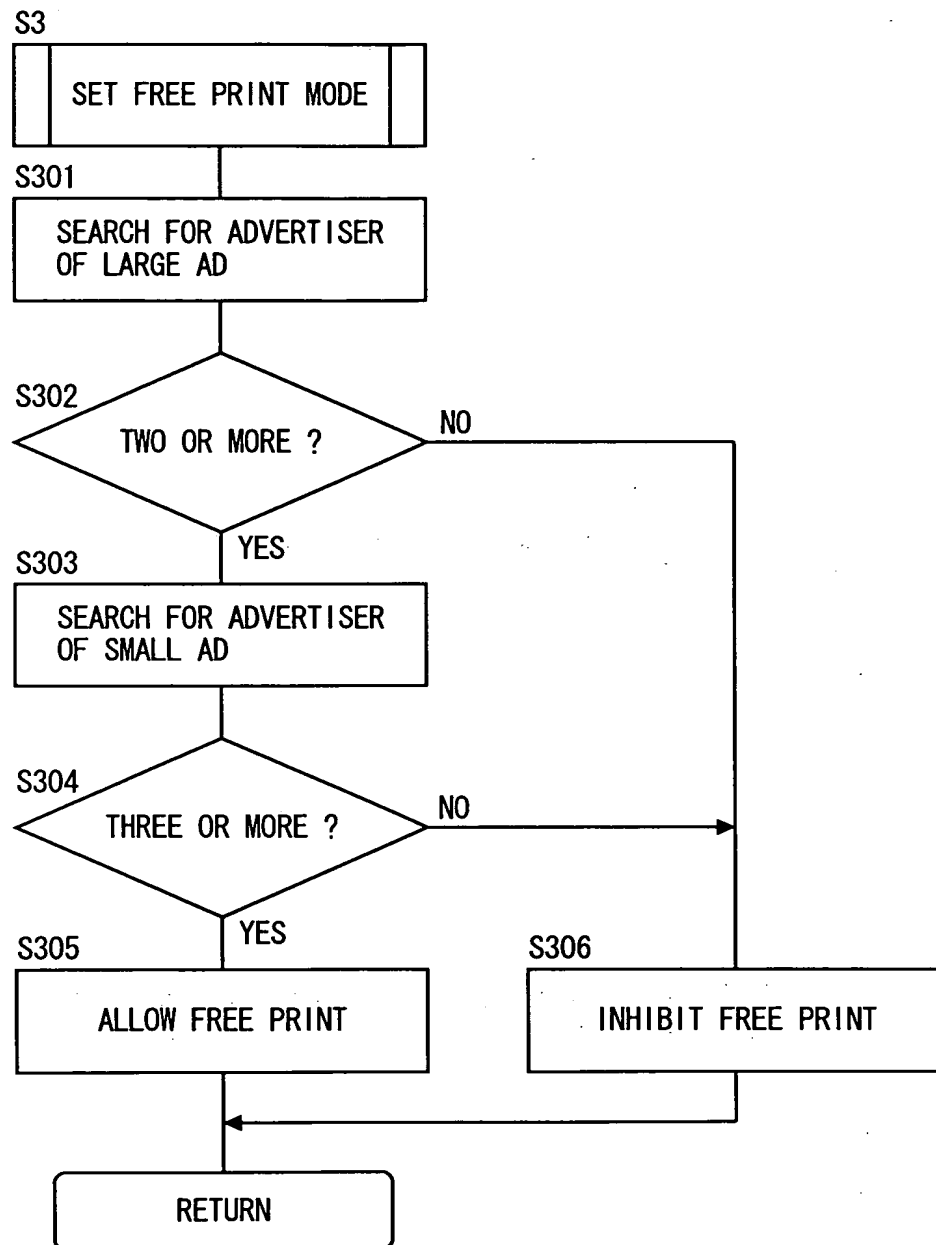 S3
SET FREE PRINT MODE
S301
SEARCH FOR ADVERTISER
OF LARGE AD
S302
TWO OR MORE ?
NO
YES
S303
SEARCH FOR ADVERTISER
OF SMALL AD
S304
THREE OR MORE ?
NO
YES
S305
ALLOW FREE PRINT
S306
INHIBIT FREE PRINT
RETURN